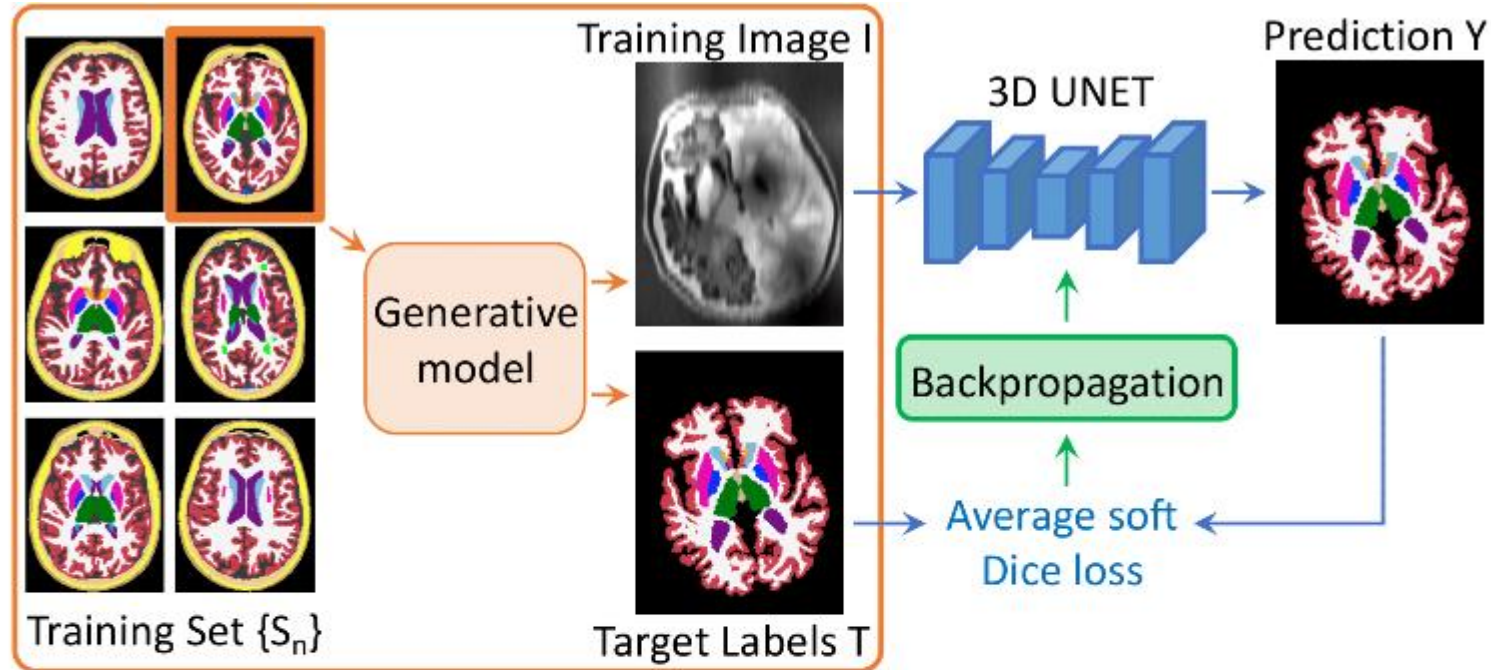 Training Image I
Prediction Y
3D UNET
Generative
model
Backpropagation
Average soft
Dice loss
Training Set {Sₙ}
Target Labels T